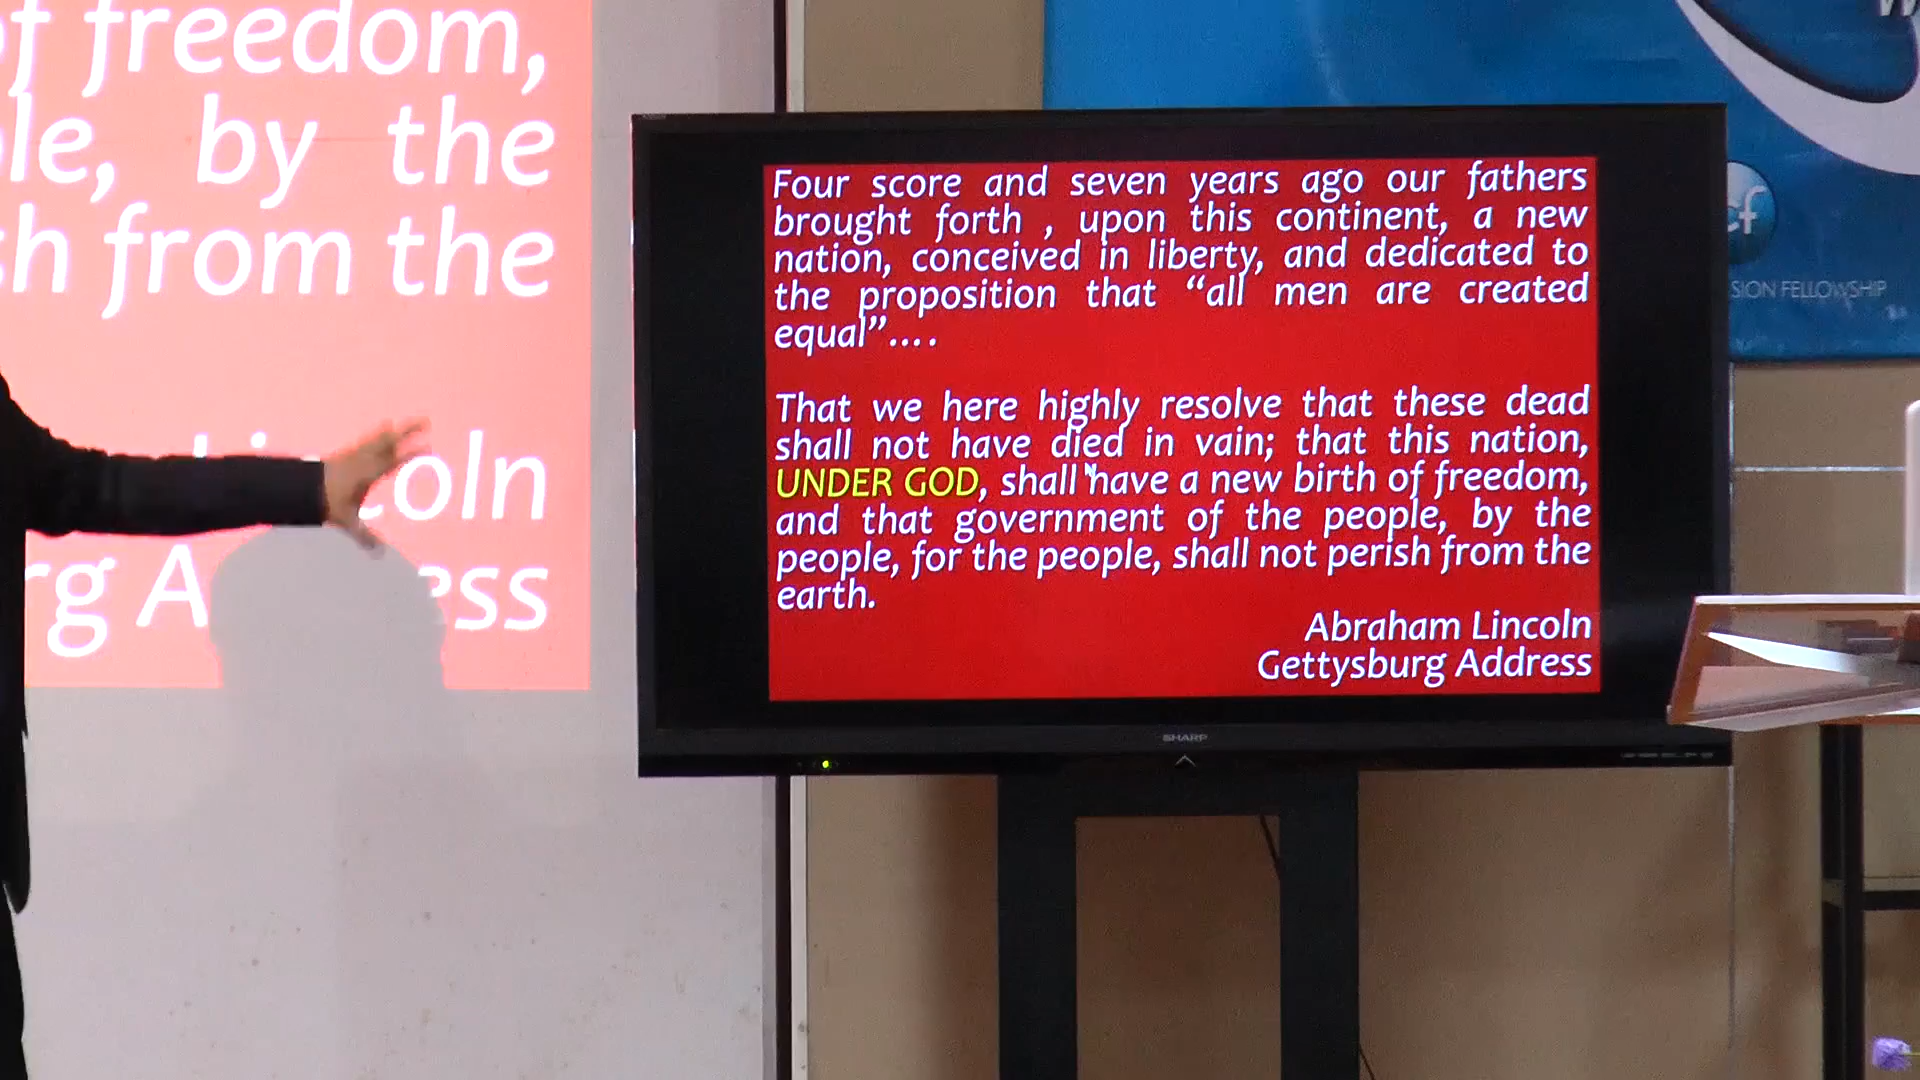 of freedom,
by the
from the
coln
ss
Four score and seven years ago our fathers
brought forth , upon this continent, a new
nation, conceived in liberty, and dedicated to
the proposition that “all men are created
equal”....
That we here highly resolve that these dead
shall not have died in vain; that this nation,
UNDER GOD, shall have a new birth of freedom,
and that government of the people, by the
people, for the people, shall not perish from the
earth.
Abraham Lincoln
Gettysburg Address
SHARP
cf
SION FELLOWSHIP